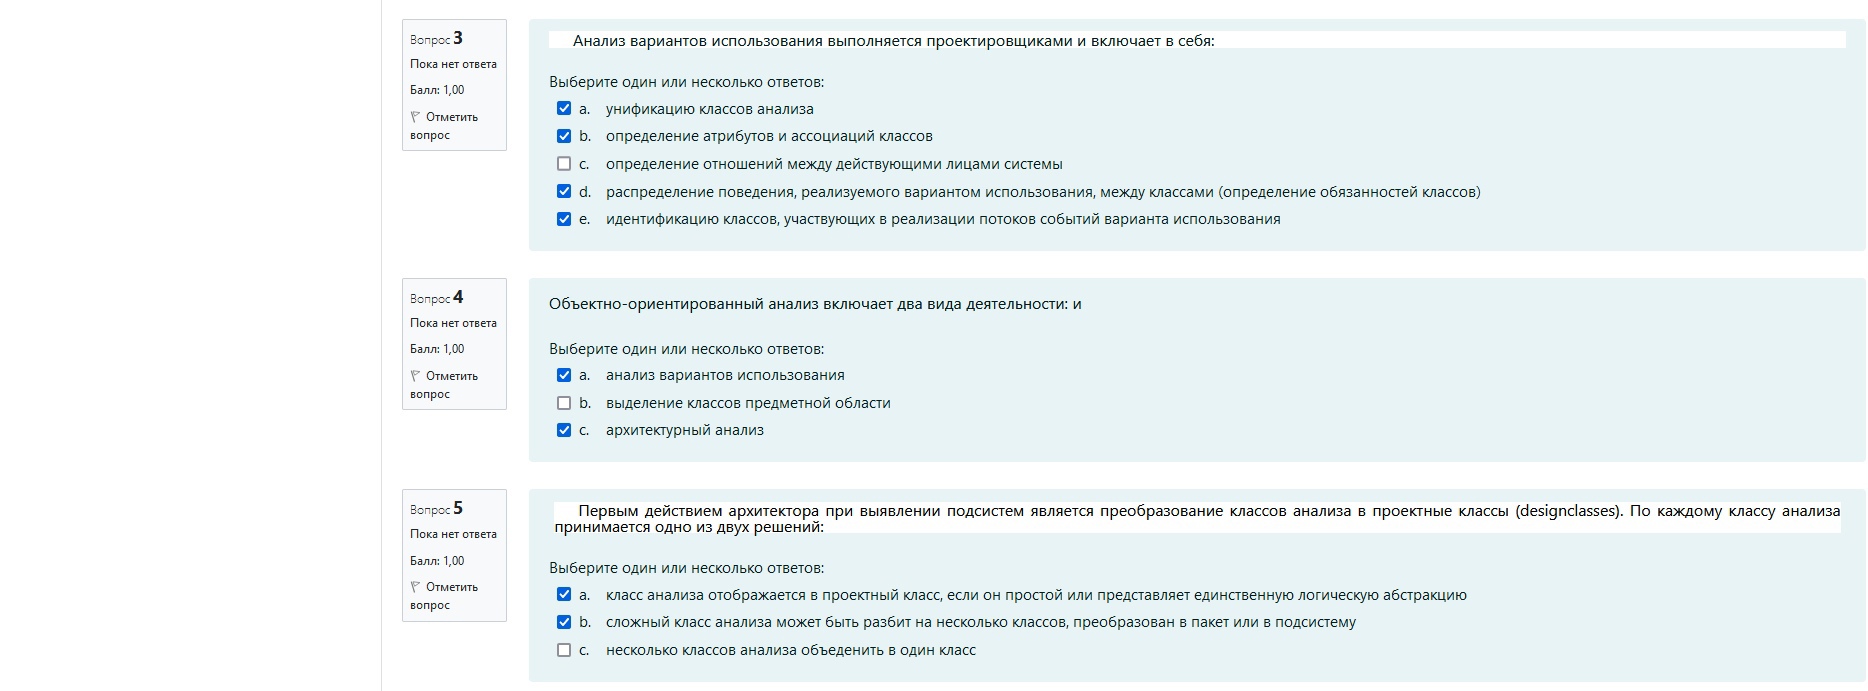 Вопрос 3
Пока нет ответа
Балл: 1,00
Отметить
вопрос
Анализ вариантов использования выполняется проектировщиками и включает в себя:
Выберите один или несколько ответов:
a. унификацию классов анализа
b. определение атрибутов и ассоциаций классов
c. определение отношений между действующими лицами системы
d. распределение поведения, реализуемого вариантом использования, между классами (определение обязанностей классов)
e. идентификацию классов, участвующих в реализации потоков событий варианта использования
Вопрос 4
Пока нет ответа
Балл: 1,00
Отметить
вопрос
Объектно-ориентированный анализ включает два вида деятельности: и
Выберите один или несколько ответов:
a. анализ вариантов использования
b. выделение классов предметной области
c. архитектурный анализ
Вопрос 5
Пока нет ответа
Балл: 1,00
Отметить
вопрос
Первым действием архитектора при выявлении подсистем является преобразование классов анализа в проектные классы (designclasses). По каждому классу анализа
принимается одно из двух решений:
Выберите один или несколько ответов:
a. класс анализа отображается в проектный класс, если он простой или представляет единственную логическую абстракцию
b. сложный класс анализа может быть разбит на несколько классов, преобразован в пакет или в подсистему
c. несколько классов анализа объеденить в один класс